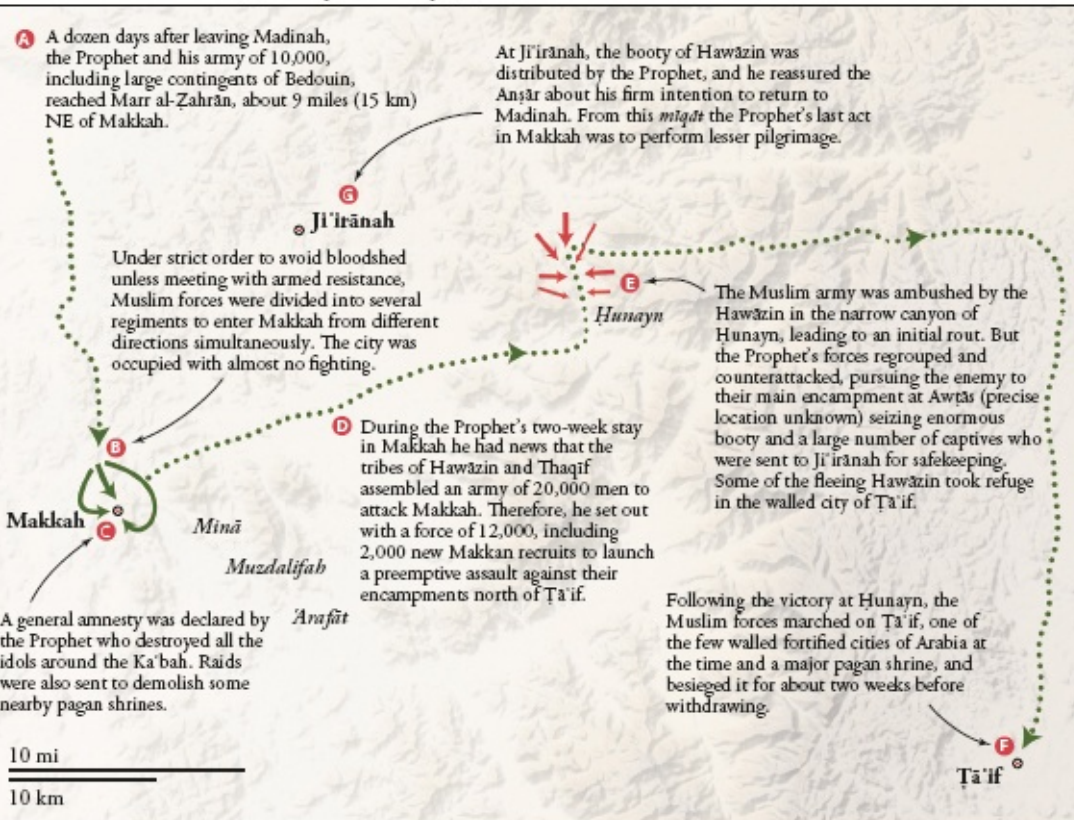 A A dozen days after leaving Madinah,
the Prophet and his army of 10,000,
including large contingents of Bedouin,
reached Marr al-Ẓahrān, about 9 miles (15 km)
NE of Makkah.
At Ji‘irānah, the booty of Hawāzin was
distributed by the Prophet, and he reassured the
Anṣār about his firm intention to return to
Madinah. From this mīqāt the Prophet's last act
in Makkah was to perform lesser pilgrimage.
G
Ji‘irānah
Under strict order to avoid bloodshed
unless meeting with armed resistance,
Muslim forces were divided into several
regiments to enter Makkah from different
directions simultaneously. The city was
occupied with almost no fighting.
E
Ḥunayn
The Muslim army was ambushed by the
Hawāzin in the narrow canyon of
Ḥunayn, leading to an initial rout. But
the Prophet's forces regrouped and
counterattacked, pursuing the enemy to
their main encampment at Awṭās (precise
location unknown) seizing enormous
booty and a large number of captives who
were sent to Ji‘irānah for safekeeping.
Some of the fleeing Hawāzin took refuge
in the walled city of Ṭā’if.
D During the Prophet's two-week stay
in Makkah he had news that the
tribes of Hawāzin and Thaqīf
assembled an army of 20,000 men to
attack Makkah. Therefore, he set out
with a force of 12,000, including
2,000 new Makkan recruits to launch
a preemptive assault against their
encampments north of Ṭā’if.
B
Makkah
C
Minā
Muzdalifah
‘Arafāt
A general amnesty was declared by
the Prophet who destroyed all the
idols around the Ka‘bah. Raids
were also sent to demolish some
nearby pagan shrines.
Following the victory at Ḥunayn, the
Muslim forces marched on Ṭā’if, one of
the few walled fortified cities of Arabia at
the time and a major pagan shrine, and
besieged it for about two weeks before
withdrawing.
F
Ṭā’if
10 mi
10 km